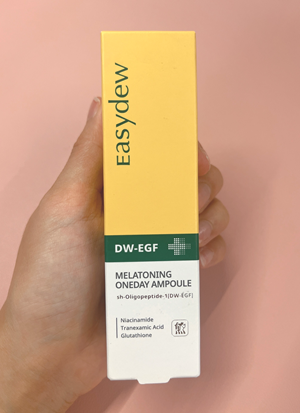 Easydew
DW-EGF
MELATONING
ONEDAY AMPOULE
sh-Oligopeptide-1(DW-EGF)
Niacinamide
Tranexamic Acid
Glutathione